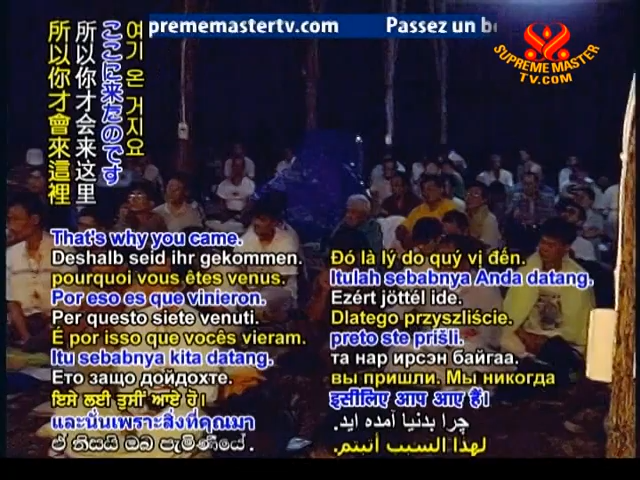 prememastertv.com Passez un b
SUPREME MASTER
TV.COM
여기 온 거지요
ここに来たのです
所以你才会来这里
所以你才會來這裡
That's why you came.
Deshalb seid ihr gekommen.
pourquoi vous êtes venus.
Por eso es que vinieron.
Per questo siete venuti.
É por isso que vocês vieram.
Itu sebabnya kita datang.
Ето защо дойдохте.
ਇਸੇ ਲਈ ਤੁਸੀਂ ਆਏ ਹੋ।
และนั่นเพราะสิ่งที่คุณมา
ඒ නිසයි ඔබ පැමිණියේ.
Đó là lý do quý vị đến.
Itulah sebabnya Anda datang.
Ezért jöttél ide.
Dlatego przyszliście.
preto ste prišli.
та нар ирсэн байгаа.
вы пришли. Мы никогда
इसीलिए आप आए हैं।
چرا بدنیا آمده اید.
لهذا السبب أتيتم.